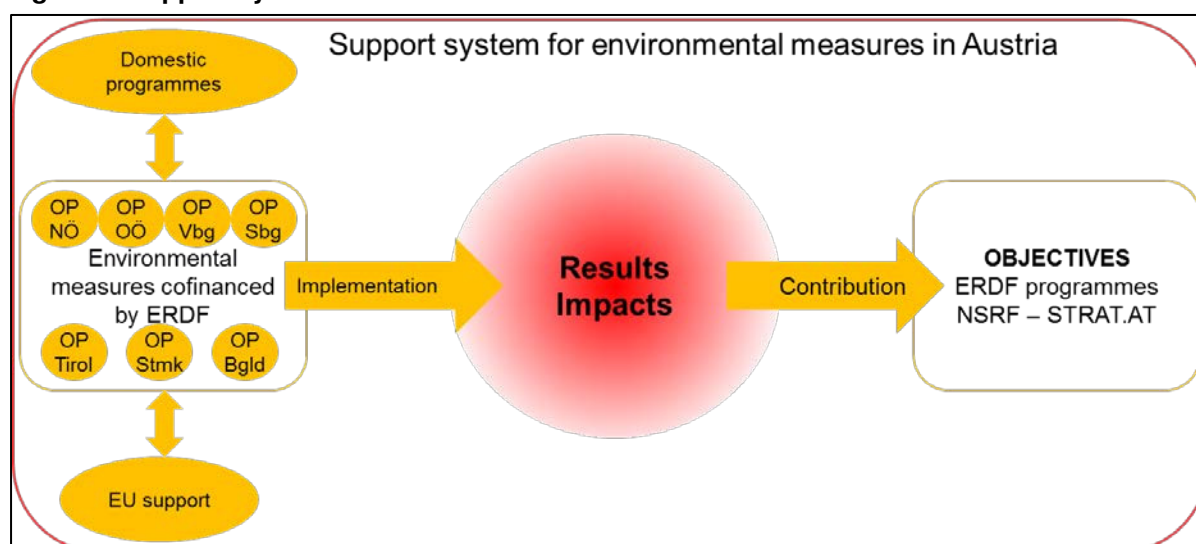 Support system for environmental measures in Austria
Domestic
programmes
OP
NÖ
OP
OÖ
OP
Vbg
OP
Sbg
Environmental
measures cofinanced
by ERDF
OP
Tirol
OP
Stmk
OP
Bgld
EU support
Implementation
Results
Impacts
Contribution
OBJECTIVES
ERDF programmes
NSRF – STRAT.AT